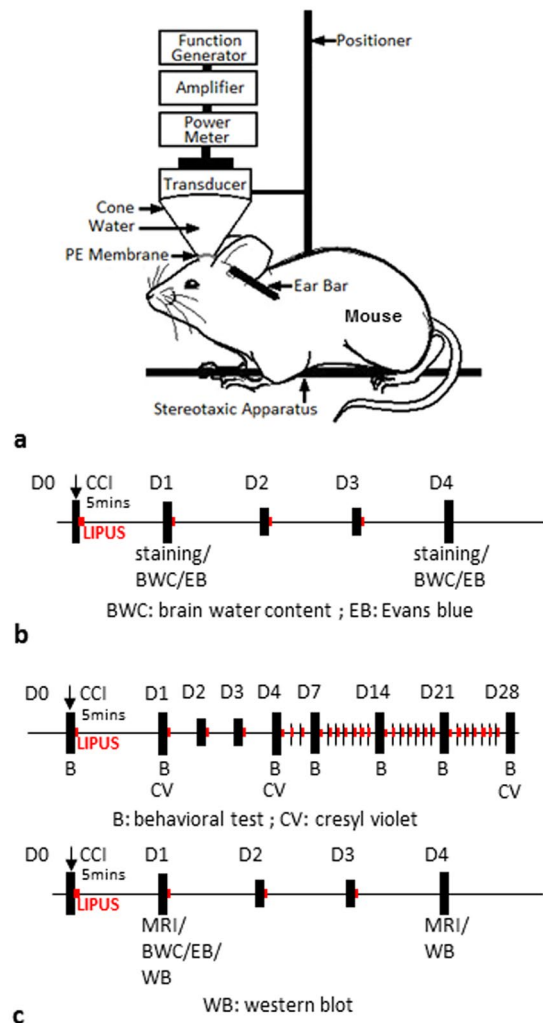 Function
Generator
Positioner
Amplifier
Power
Meter
Transducer
Cone
Water
PE Membrane
Ear Bar
Mouse
Stereotaxic Apparatus
a
D0 CCI D1 D2 D3 D4
5mins
LIPUS
staining/ staining/
BWC/EB BWC/EB
BWC: brain water content ; EB: Evans blue
b
D0 CCI D1 D2 D3 D4 D7 D14 D21 D28
5mins
LIPUS
B B B B B B B
CV CV CV
B: behavioral test ; CV: cresyl violet
D0 CCI D1 D2 D3 D4
5mins
LIPUS
MRI/ MRI/
BWC/EB/ WB
WB
WB: western blot
c